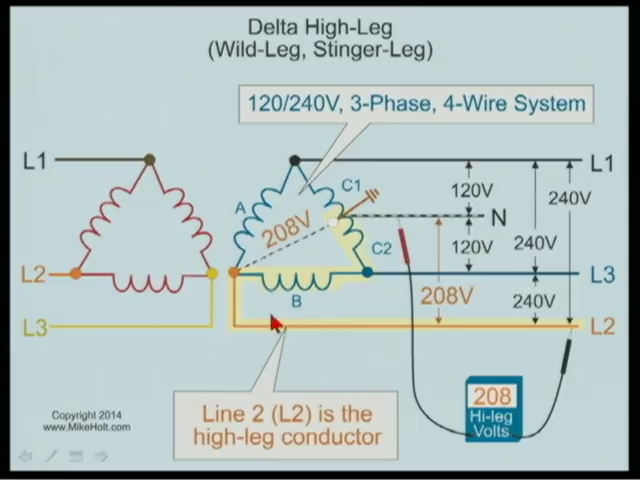 Delta High-Leg
(Wild-Leg, Stinger-Leg)
120/240V, 3-Phase, 4-Wire System
L1
L2
L3
A
C1
C2
B
208V
120V
120V
240V
240V
240V
208V
L1
N
L3
L2
Line 2 (L2) is the
high-leg conductor
208
Hi-leg
Volts
Copyright 2014
www.MikeHolt.com